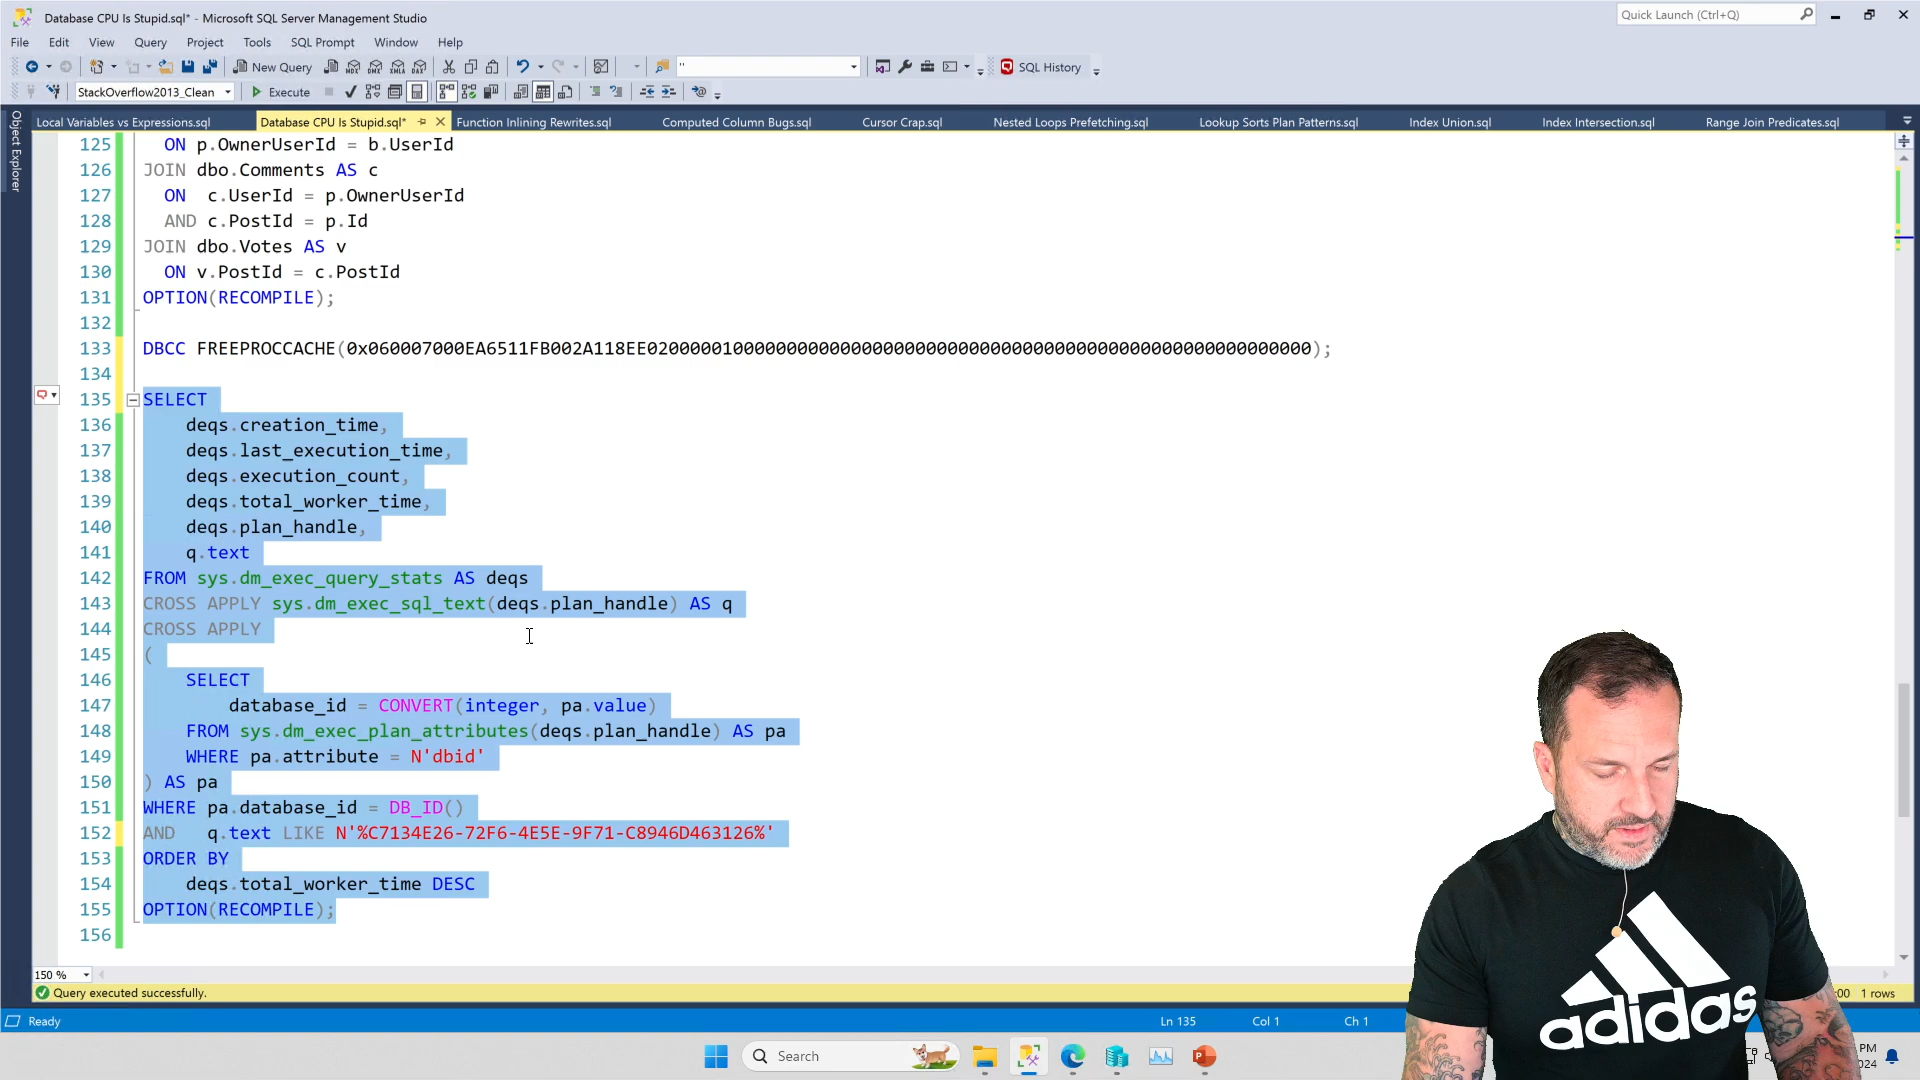 Database CPU Is Stupid.sql* - Microsoft SQL Server Management Studio
Quick Launch (Ctrl+Q)
File Edit View Query Project Tools SQL Prompt Window Help
New Query
MDX DMX XMLA DAX
''
SQL History
StackOverflow2013_Clean
Execute
Object Explorer
Local Variables vs Expressions.sql
Database CPU Is Stupid.sql*
Function Inlining Rewrites.sql
Computed Column Bugs.sql
Cursor Crap.sql
Nested Loops Prefetching.sql
Lookup Sorts Plan Patterns.sql
Index Union.sql
Index Intersection.sql
Range Join Predicates.sql
125 ON p.OwnerUserId = b.UserId
126 JOIN dbo.Comments AS c
127 ON c.UserId = p.OwnerUserId
128 AND c.PostId = p.Id
129 JOIN dbo.Votes AS v
130 ON v.PostId = c.PostId
131 OPTION(RECOMPILE);
132
133 DBCC FREEPROCCACHE(0x060007000EA6511FB002A118EE02000001000000000000000000000000000000000000000000000000000000);
134
135 SELECT
136 deqs.creation_time,
137 deqs.last_execution_time,
138 deqs.execution_count,
139 deqs.total_worker_time,
140 deqs.plan_handle,
141 q.text
142 FROM sys.dm_exec_query_stats AS deqs
143 CROSS APPLY sys.dm_exec_sql_text(deqs.plan_handle) AS q
144 CROSS APPLY
145 (
146 SELECT
147 database_id = CONVERT(integer, pa.value)
148 FROM sys.dm_exec_plan_attributes(deqs.plan_handle) AS pa
149 WHERE pa.attribute = N'dbid'
150 ) AS pa
151 WHERE pa.database_id = DB_ID()
152 AND q.text LIKE N'%C7134E26-72F6-4E5E-9F71-C8946D463126%'
153 ORDER BY
154 deqs.total_worker_time DESC
155 OPTION(RECOMPILE);
156
150 %
Query executed successfully.
:00 1 rows
Ready
Ln 135 Col 1 Ch 1
Search
PM
2024
adidas